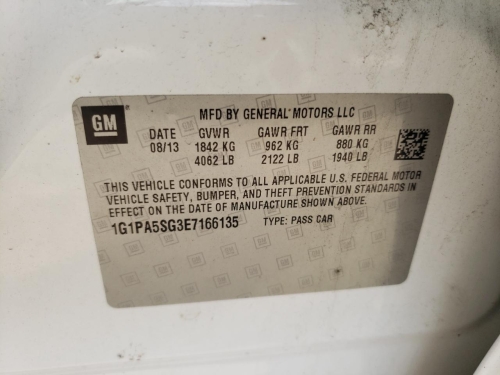 GM
MFD BY GENERAL MOTORS LLC
DATE GVWR GAWR FRT GAWR RR
08/13 1842 KG 962 KG 880 KG
4062 LB 2122 LB 1940 LB
THIS VEHICLE CONFORMS TO ALL APPLICABLE U.S. FEDERAL MOTOR
VEHICLE SAFETY, BUMPER, AND THEFT PREVENTION STANDARDS IN
EFFECT ON THE DATE OF MANUFACTURE SHOWN ABOVE.
1G1PA5SG3E7166135 TYPE: PASS CAR